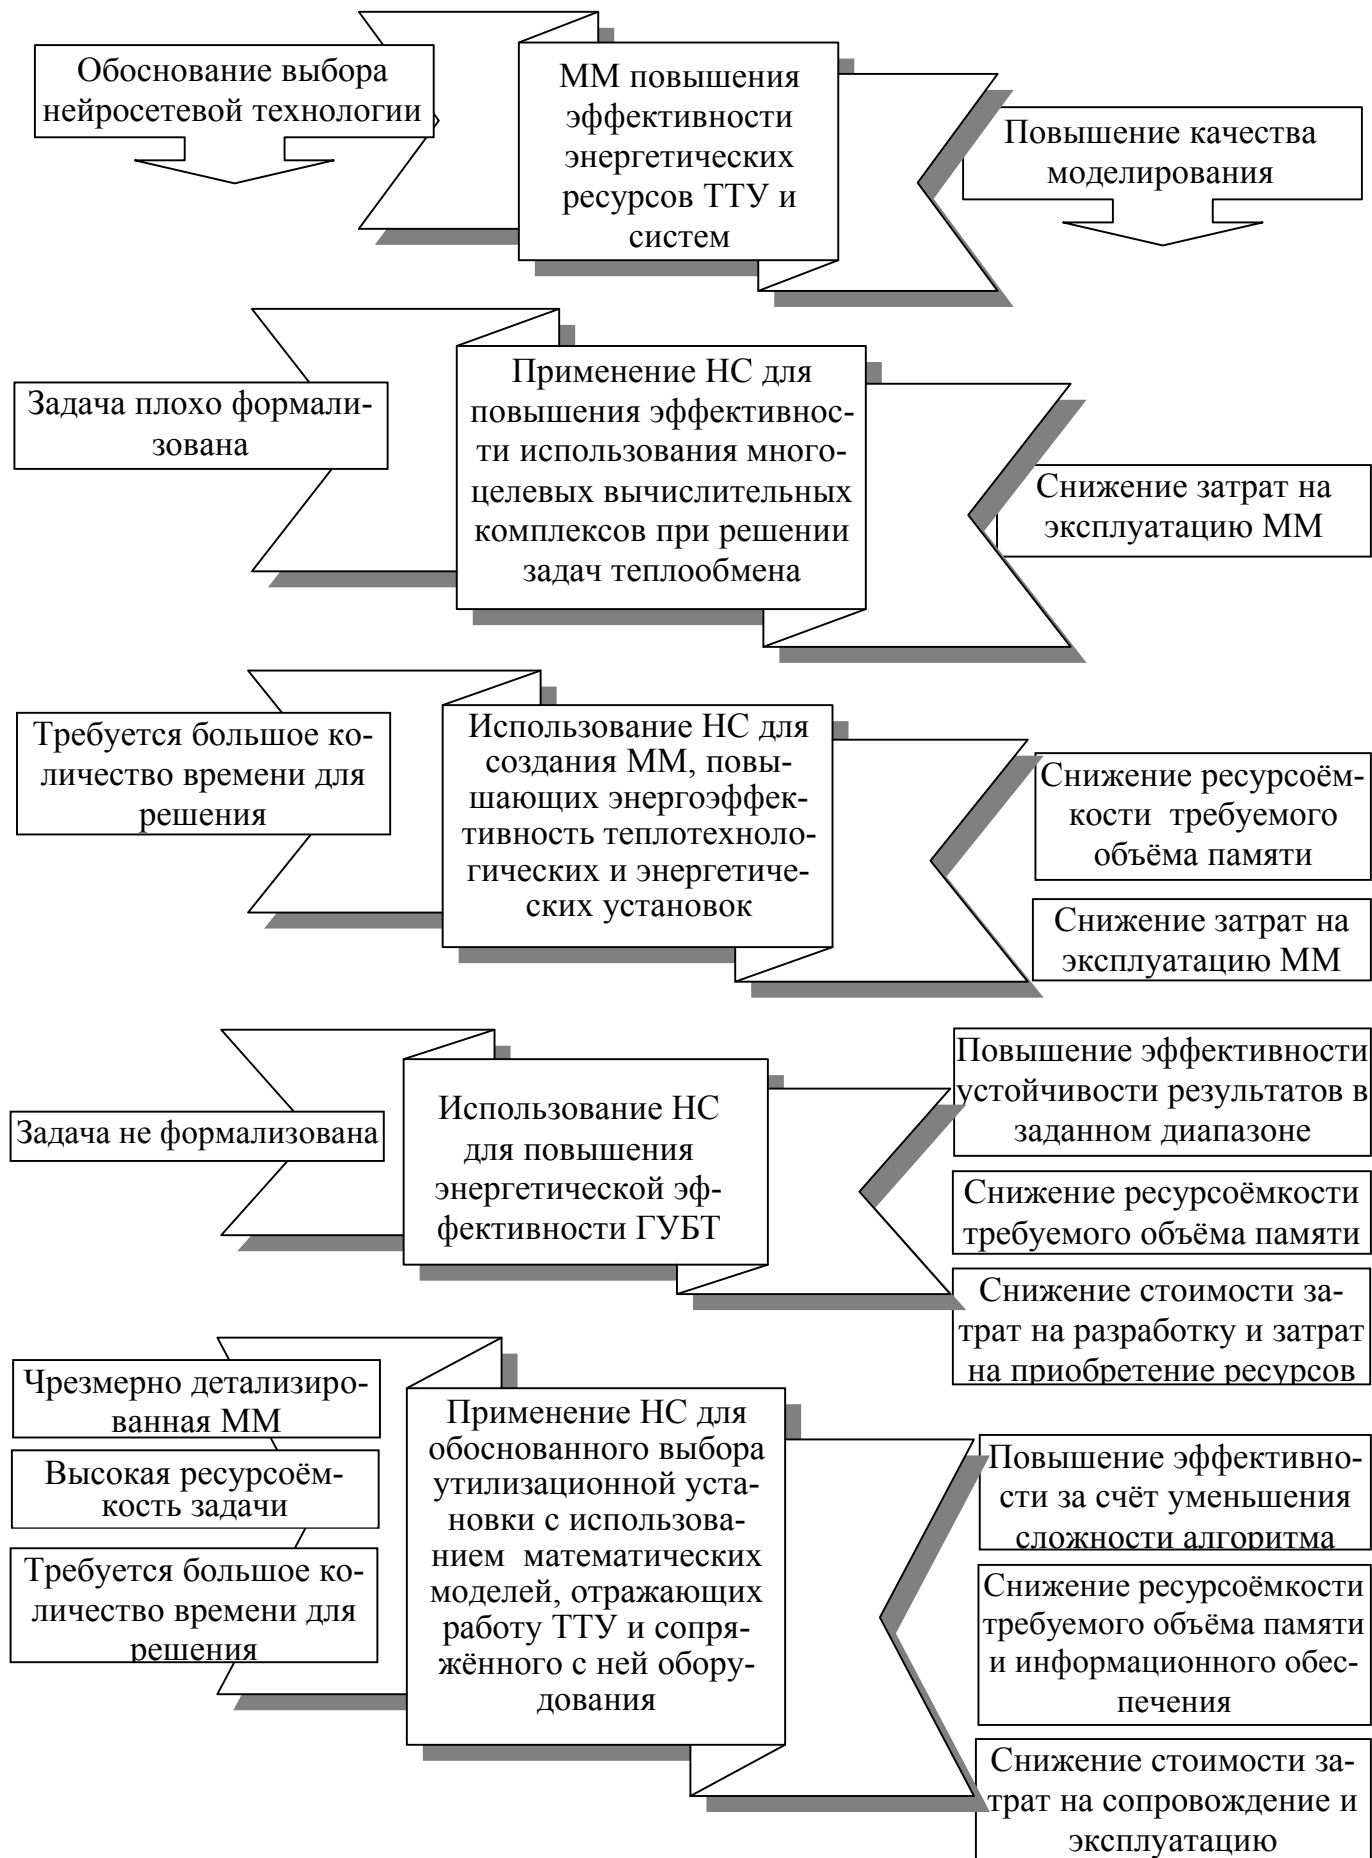 Обоснование выбора
нейросетевой технологии
ММ повышения
эффективности
энергетических
ресурсов ТТУ и
систем
Повышение качества
моделирования
Задача плохо формали-
зована
Применение НС для
повышения эффективнос-
ти использования много-
целевых вычислительных
комплексов при решении
задач теплообмена
Снижение затрат на
эксплуатацию ММ
Требуется большое ко-
личество времени для
решения
Использование НС для
создания ММ, повы-
шающих энергоэффек-
тивность теплотехноло-
гических и энергетиче-
ских установок
Снижение ресурсоём-
кости требуемого
объёма памяти
Снижение затрат на
эксплуатацию ММ
Задача не формализована
Использование НС
для повышения
энергетической эф-
фективности ГУБТ
Повышение эффективности
устойчивости результатов в
заданном диапазоне
Снижение ресурсоёмкости
требуемого объёма памяти
Снижение стоимости за-
трат на разработку и затрат
на приобретение ресурсов
Чрезмерно детализиро-
ванная ММ
Высокая ресурсоём-
кость задачи
Требуется большое ко-
личество времени для
решения
Применение НС для
обоснованного выбора
утилизационной уста-
новки с использова-
нием математических
моделей, отражающих
работу ТТУ и сопря-
жённого с ней обору-
дования
Повышение эффективно-
сти за счёт уменьшения
сложности алгоритма
Снижение ресурсоёмкости
требуемого объёма памяти
и информационного обес-
печения
Снижение стоимости за-
трат на сопровождение и
эксплуатацию